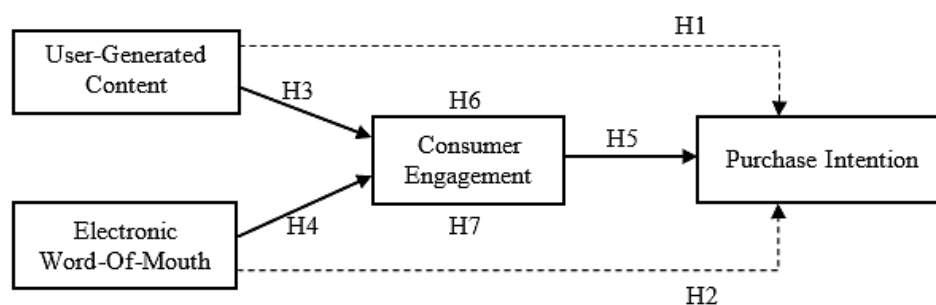 H1
User-Generated
Content
H3
H6
Consumer
Engagement
H5
Purchase Intention
Electronic
Word-Of-Mouth
H4
H7
H2